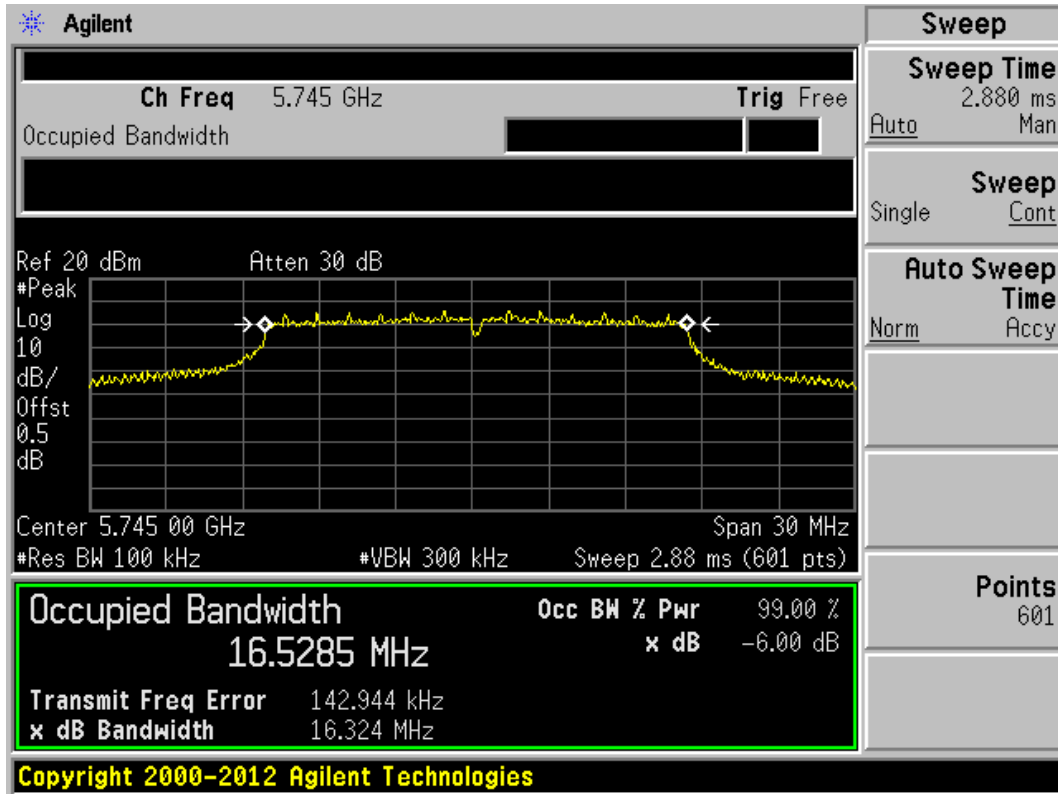 Agilent
Ch Freq 5.745 GHz Trig Free
Occupied Bandwidth
Ref 20 dBm Atten 30 dB
#Peak
Log
10
dB/
Offst
0.5
dB
Center 5.745 00 GHz Span 30 MHz
#Res BW 100 kHz #VBW 300 kHz Sweep 2.88 ms (601 pts)
Occupied Bandwidth
16.5285 MHz
Occ BW % Pwr 99.00 %
x dB -6.00 dB
Transmit Freq Error 142.944 kHz
x dB Bandwidth 16.324 MHz
Copyright 2000-2012 Agilent Technologies
Sweep
Sweep Time
2.880 ms
Auto Man
Sweep
Single Cont
Auto Sweep
Time
Norm Accy
Points
601